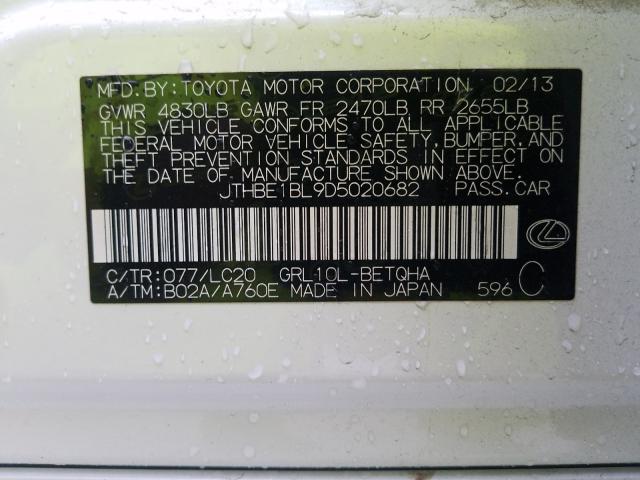 MFD. BY: TOYOTA MOTOR CORPORATION 02/13
GVWR 4830LB GAWR FR 2470LB RR 2655LB
THIS VEHICLE CONFORMS TO ALL APPLICABLE
FEDERAL MOTOR VEHICLE SAFETY, BUMPER, AND
THEFT PREVENTION STANDARDS IN EFFECT ON
THE DATE OF MANUFACTURE SHOWN ABOVE.
JTHBE1BL9D5020682 PASS. CAR
C/TR: 077/LC20 GRL10L-BETQHA
A/TM: B02A/A760E MADE IN JAPAN 596 C